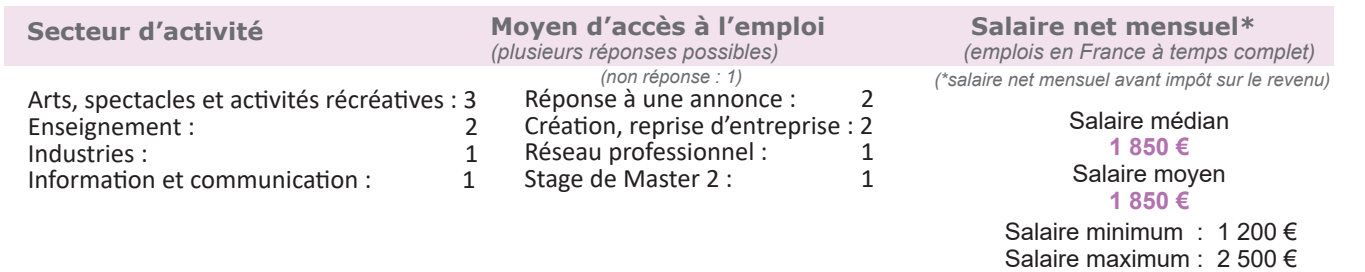 Secteur d'activité
Arts, spectacles et activités récréatives : 3
Enseignement : 2
Industries : 1
Information et communication : 1
Moyen d'accès à l'emploi
(plusieurs réponses possibles)
(non réponse : 1)
Réponse à une annonce : 2
Création, reprise d'entreprise : 2
Réseau professionnel : 1
Stage de Master 2 : 1
Salaire net mensuel*
(emplois en France à temps complet)
(*salaire net mensuel avant impôt sur le revenu)
Salaire médian
1 850 €
Salaire moyen
1 850 €
Salaire minimum : 1 200 €
Salaire maximum : 2 500 €